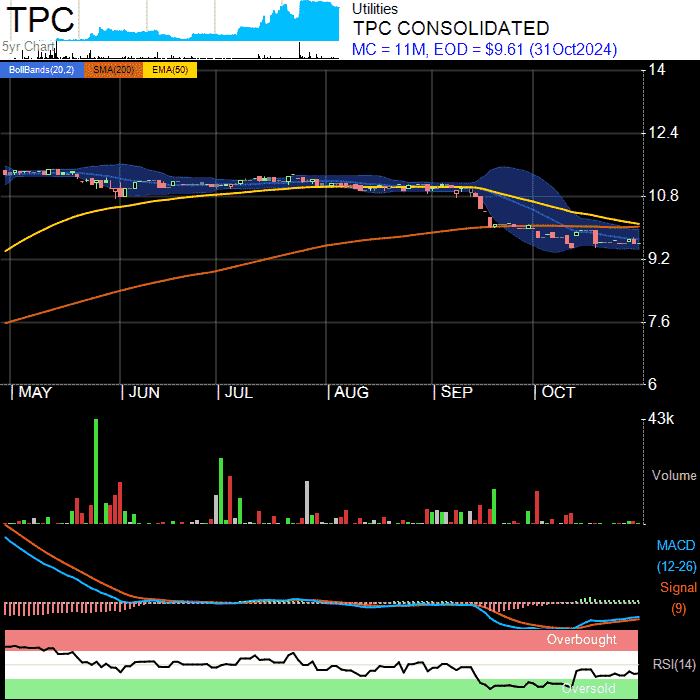 TPC
5yr Chart
Utilities
TPC CONSOLIDATED
MC = 11M, EOD = $9.61 (31Oct2024)
BollBands(20,2) SMA(200) EMA(50)
14
12.4
10.8
9.2
7.6
6
MAY JUN JUL AUG SEP OCT
43k
Volume
MACD
(12-26)
Signal
(9)
Overbought
RSI(14)
Oversold